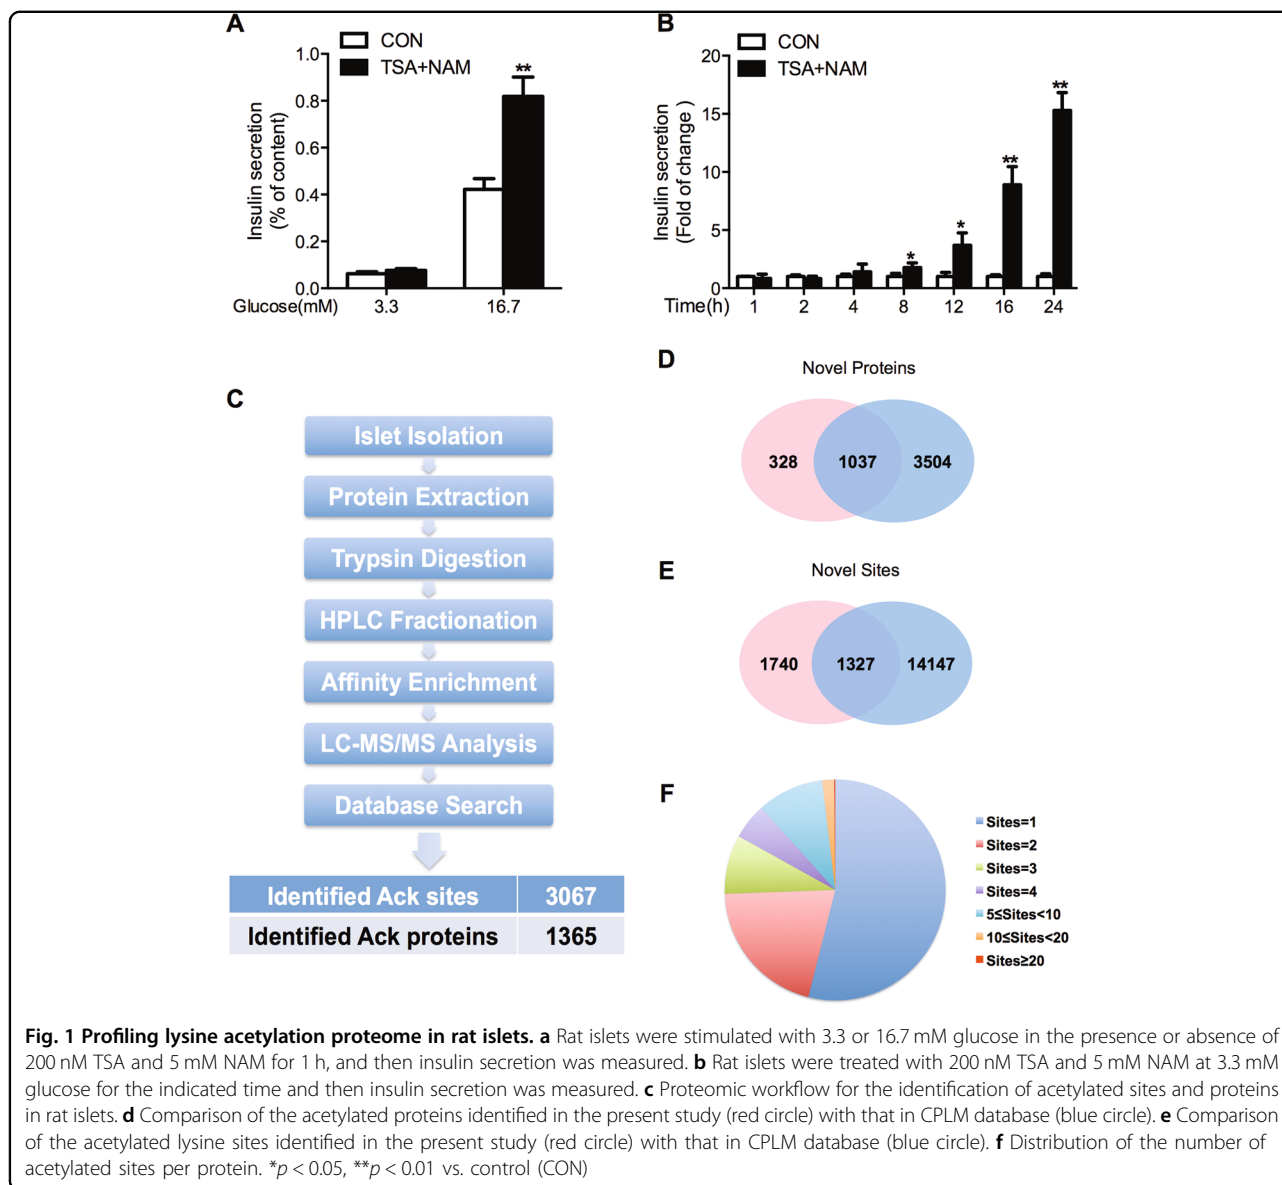 A
CON
TSA+NAM
Insulin secretion
(% of content)
1.0
0.8
0.6
0.4
0.2
0.0
**
Glucose(mM)
3.3
16.7
B
CON
TSA+NAM
Insulin secretion
(Fold of change )
20
15
10
5
0
*
*
**
**
Time(h)
1
2
4
8
12
16
24
C
Islet Isolation
Protein Extraction
Trypsin Digestion
HPLC Fractionation
Affinity Enrichment
LC-MS/MS Analysis
Database Search
Identified Ack sites 3067
Identified Ack proteins 1365
D
Novel Proteins
328 1037 3504
E
Novel Sites
1740 1327 14147
F
Sites=1
Sites=2
Sites=3
Sites=4
5≤Sites<10
10≤Sites<20
Sites≥20
Fig. 1 Profiling lysine acetylation proteome in rat islets. a Rat islets were stimulated with 3.3 or 16.7 mM glucose in the presence or absence of
200 nM TSA and 5 mM NAM for 1 h, and then insulin secretion was measured. b Rat islets were treated with 200 nM TSA and 5 mM NAM at 3.3 mM
glucose for the indicated time and then insulin secretion was measured. c Proteomic workflow for the identification of acetylated sites and proteins
in rat islets. d Comparison of the acetylated proteins identified in the present study (red circle) with that in CPLM database (blue circle). e Comparison
of the acetylated lysine sites identified in the present study (red circle) with that in CPLM database (blue circle). f Distribution of the number of
acetylated sites per protein. *p < 0.05, **p < 0.01 vs. control (CON)